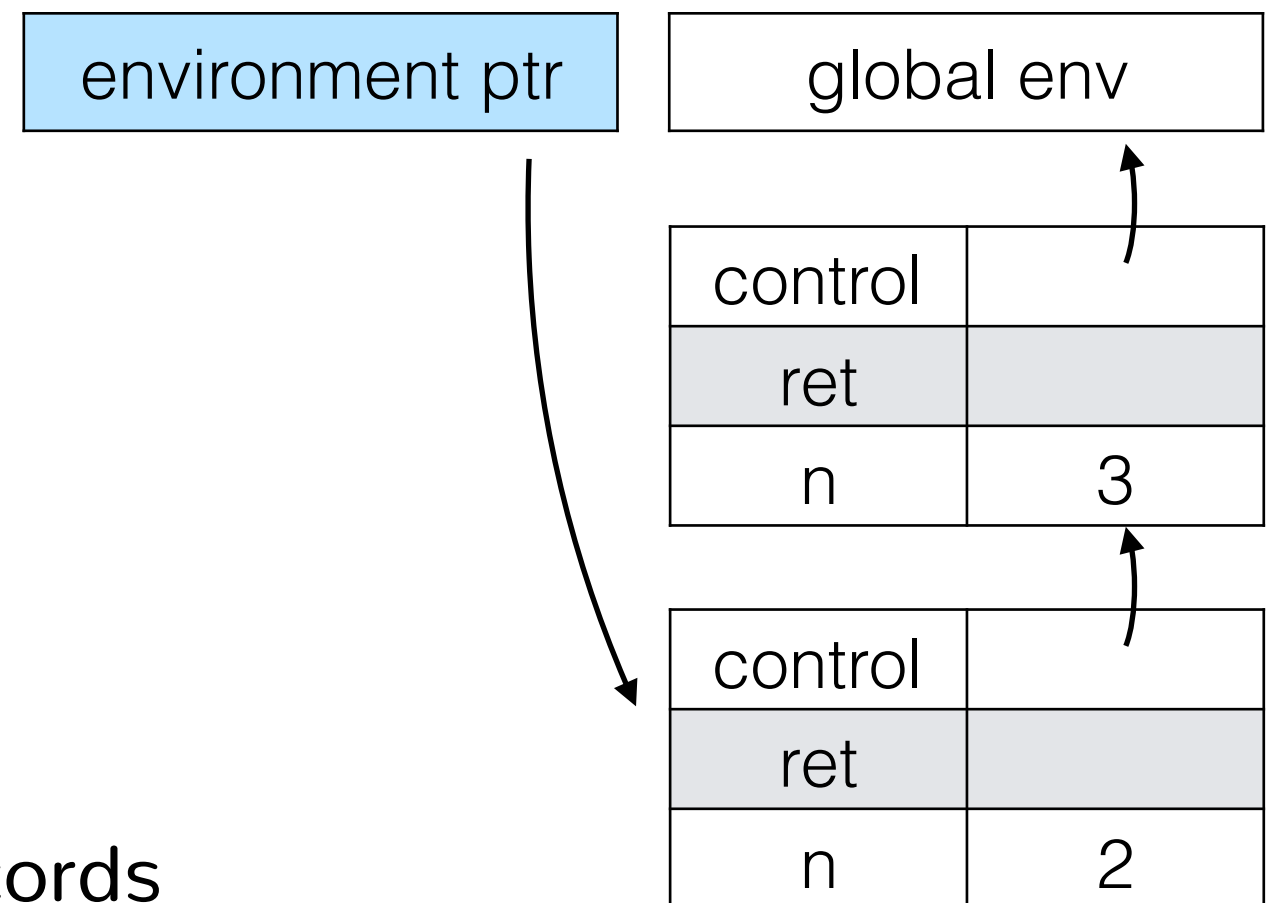 environment ptr
global env
control
ret
n 3
control
ret
n 2